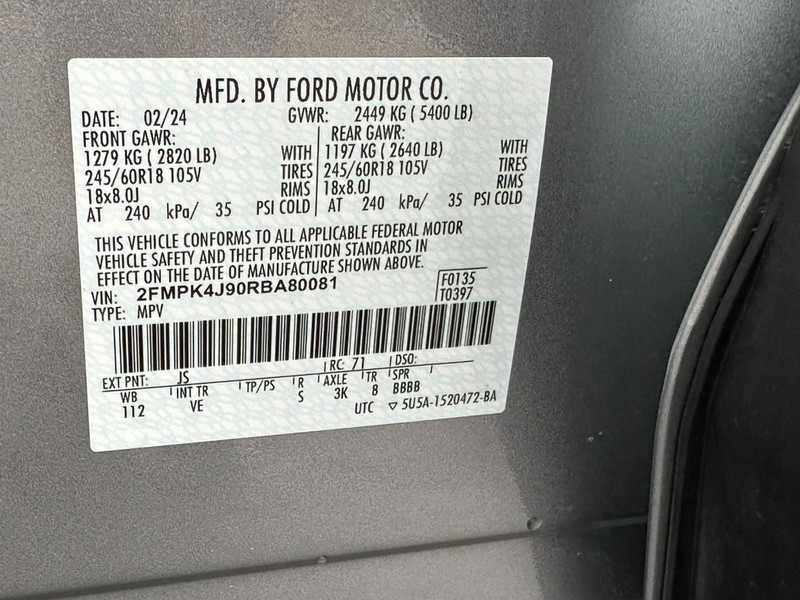 MFD. BY FORD MOTOR CO.
DATE: 02/24 GVWR: 2449 KG ( 5400 LB)
FRONT GAWR: REAR GAWR:
1279 KG ( 2820 LB) WITH 1197 KG ( 2640 LB) WITH
245/60R18 105V TIRES 245/60R18 105V TIRES
18x8.0J RIMS 18x8.0J RIMS
AT 240 kPa/ 35 PSI COLD AT 240 kPa/ 35 PSI COLD
THIS VEHICLE CONFORMS TO ALL APPLICABLE FEDERAL MOTOR
VEHICLE SAFETY AND THEFT PREVENTION STANDARDS IN
EFFECT ON THE DATE OF MANUFACTURE SHOWN ABOVE.
VIN: 2FMPK4J90RBA80081 F0135
TYPE: MPV T0397
EXT PNT: JS RC: 71 DSO:
WB INT TR TP/PS R AXLE TR SPR
112 VE S 3K 8 BBBB
UTC ▽ 5U5A-1520472-BA